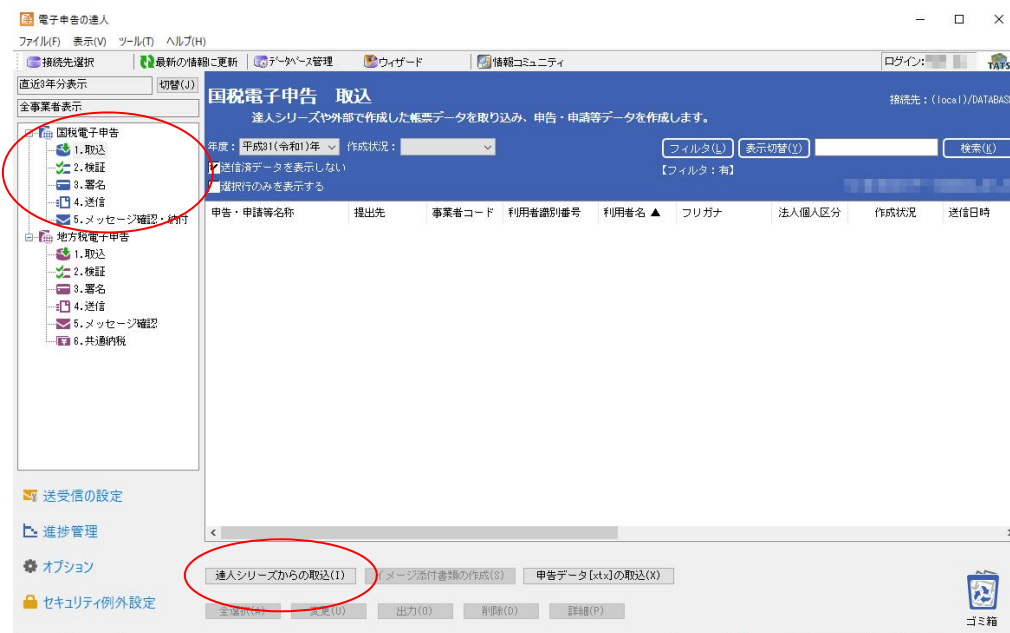 電子申告の達人
ファイル(F) 表示(V) ツール(T) ヘルプ(H)
接続先選択 最新の情報に更新 データベース管理 ウィザード 情報コミュニティ ログイン: TATS
直近3年分表示 切替(J)
全事業者表示
国税電子申告
1.取込
2.検証
3.署名
4.送信
5.メッセージ確認・納付
地方税電子申告
1.取込
2.検証
3.署名
4.送信
5.メッセージ確認
6.共通納税
送受信の設定
進捗管理
オプション
セキュリティ例外設定
国税電子申告 取込
達人シリーズや外部で作成した帳票データを取り込み、申告・申請等データを作成します。
接続先:(local)/DATABAS
年度: 平成31(令和1)年 作成状況: フィルタ(L) 表示切替(Y) 検索(K)
送信済データを表示しない 【フィルタ:有】
選択行のみを表示する
申告・申請等名称 提出先 事業者コード 利用者識別番号 利用者名 ▲ フリガナ 法人個人区分 作成状況 送信日時
達人シリーズからの取込(I) イメージ添付書類の作成(S) 申告データ[xtx]の取込(X)
全選択(A) 変更(U) 出力(O) 削除(D) 詳細(P)
ゴミ箱